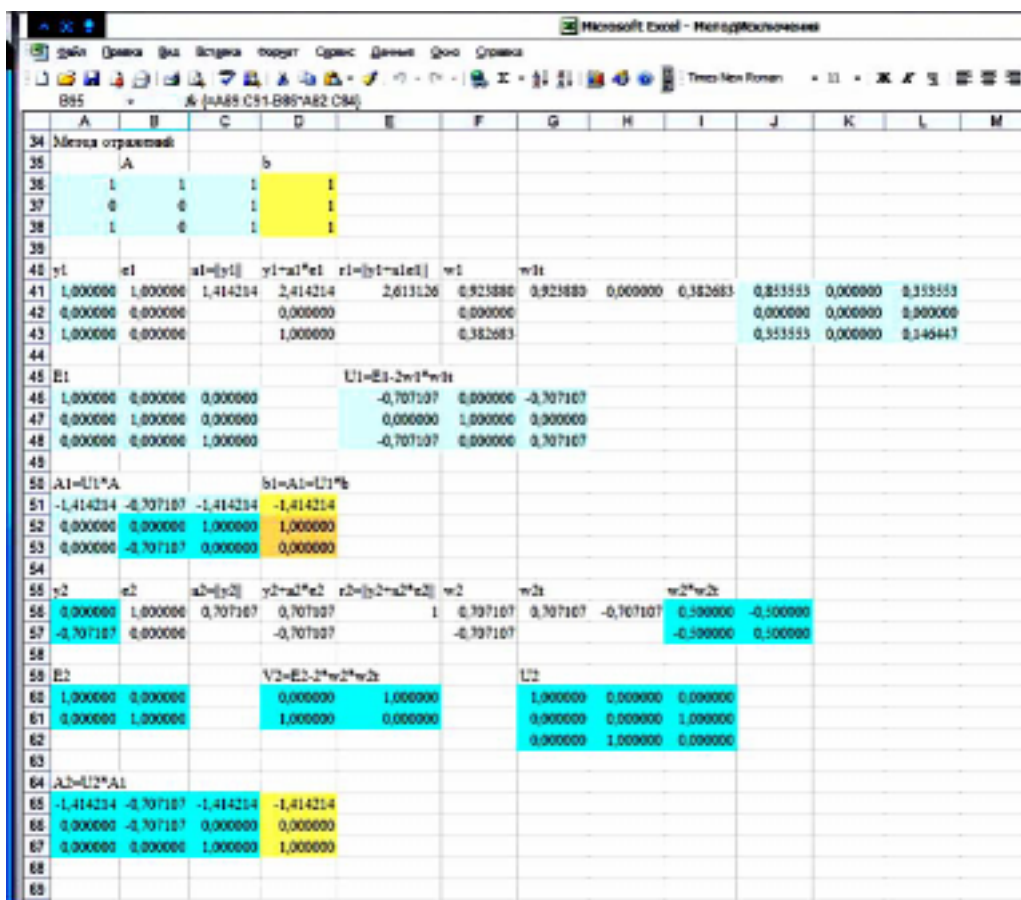 Microsoft Excel - МетодИсключения
Файл Правка Вид Вставка Формат Сервис Данные Окно Справка
Times New Roman 11 Ж К Ч
B95 fx
A B C D E F G H I J K L M
34 Метод отражений
35 A b
36 1 1 1 1
37 0 0 1 1
38 1 0 1 1
39
40 y1 e1 a1=||y1|| y1+a1*e1 r1=||y1+a1e1|| w1 w1t
41 1,000000 1,000000 1,414214 2,414214 2,613126 0,923880 0,923880 0,000000 0,382683 0,853553 0,000000 0,353553
42 0,000000 0,000000 0,000000 0,000000 0,000000 0,000000 0,000000
43 1,000000 0,000000 1,000000 0,382683 0,353553 0,000000 0,146447
44
45 E1 U1=E1-2w1*w1t
46 1,000000 0,000000 0,000000 -0,707107 0,000000 -0,707107
47 0,000000 1,000000 0,000000 0,000000 1,000000 0,000000
48 0,000000 0,000000 1,000000 -0,707107 0,000000 0,707107
49
50 A1=U1*A b1=A1=U1*b
51 -1,414214 -0,707107 -1,414214 -1,414214
52 0,000000 0,000000 1,000000 1,000000
53 0,000000 -0,707107 0,000000 0,000000
54
55 y2 e2 a2=||y2|| y2+a2*e2 r2=||y2+a2*e2|| w2 w2t w2*w2t
56 0,000000 1,000000 0,707107 0,707107 1 0,707107 0,707107 -0,707107 0,500000 -0,500000
57 -0,707107 0,000000 -0,707107 -0,707107 -0,500000 0,500000
58
59 E2 V2=E2-2*w2*w2t U2
60 1,000000 0,000000 0,000000 1,000000 1,000000 0,000000 0,000000
61 0,000000 1,000000 1,000000 0,000000 0,000000 0,000000 1,000000
62 0,000000 1,000000 0,000000
63
64 A2=U2*A1
65 -1,414214 -0,707107 -1,414214 -1,414214
66 0,000000 -0,707107 0,000000 0,000000
67 0,000000 0,000000 1,000000 1,000000
68
69